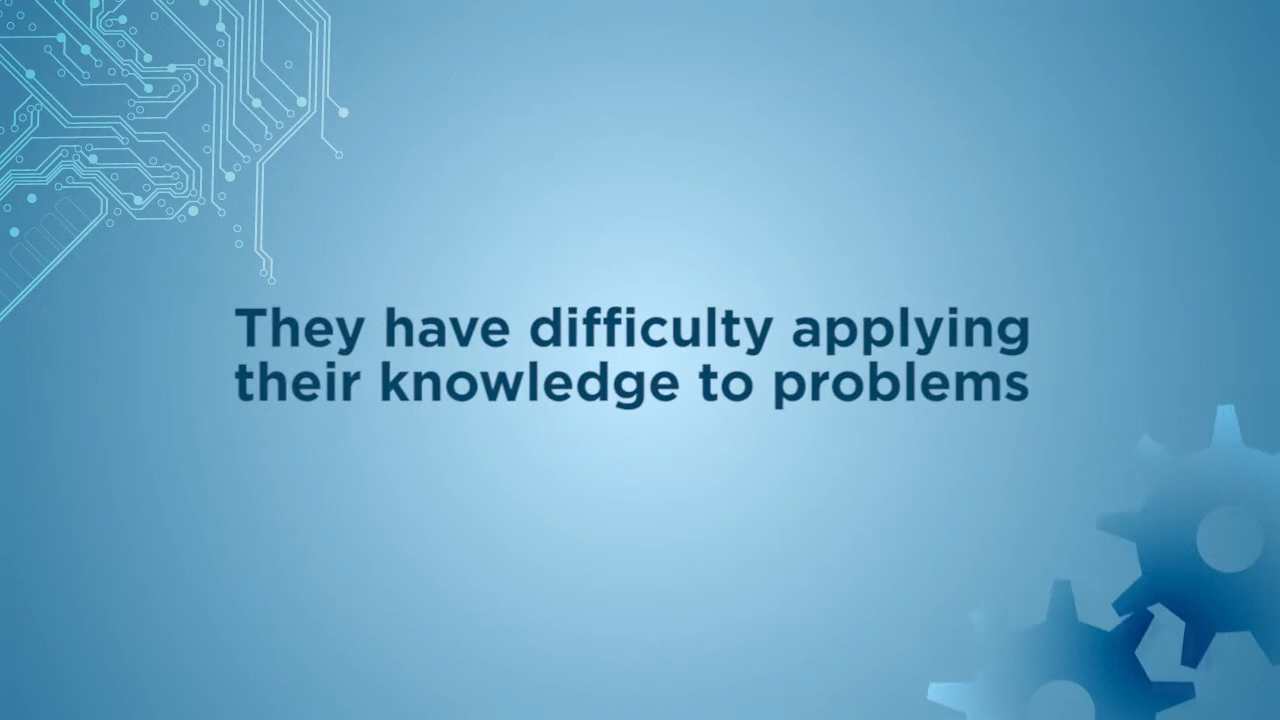 They have difficulty applying
their knowledge to problems